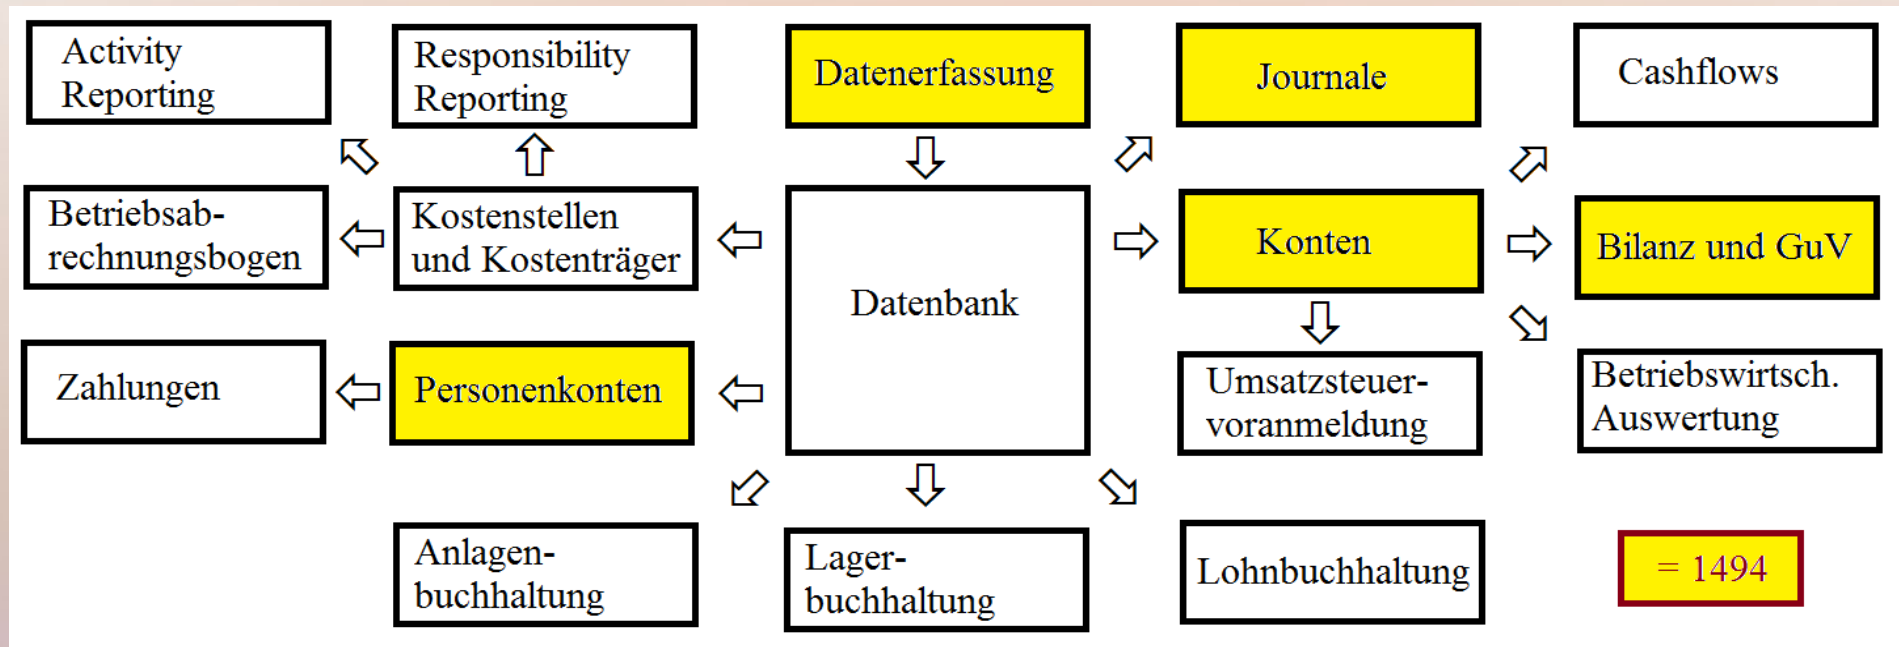 Activity
Reporting
Responsibility
Reporting
Datenerfassung
Journale
Cashflows
Betriebsab-
rechnungsbogen
Kostenstellen
und Kostenträger
Datenbank
Konten
Bilanz und GuV
Zahlungen
Personenkonten
Umsatzsteuer-
voranmeldung
Betriebswirtsch.
Auswertung
Anlagen-
buchhaltung
Lager-
buchhaltung
Lohnbuchhaltung
= 1494